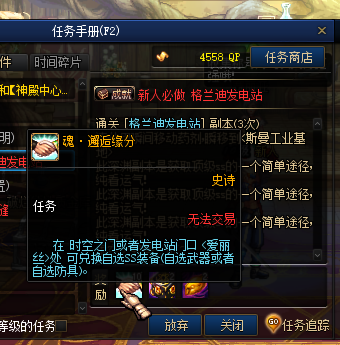 任务手册(F2)
件 时间碎片
4558 QP 任务商店
和【神殿中心...
成就 新人必做 格兰迪发电站
通关 [格兰迪发电站] 副本(3次)
明)
魂·邂逅缘分
<斯曼工业基
迪发电
一个简单途径,
史诗
置)
一个简单途径,
任务
无法交易
一个简单途径,
在 时空之门或者发电站门口 <爱丽
丝>处 可兑换自选SS装备(自选武器或者
自选防具)。
励
等级的任务
放弃 关闭 GO 任务追踪